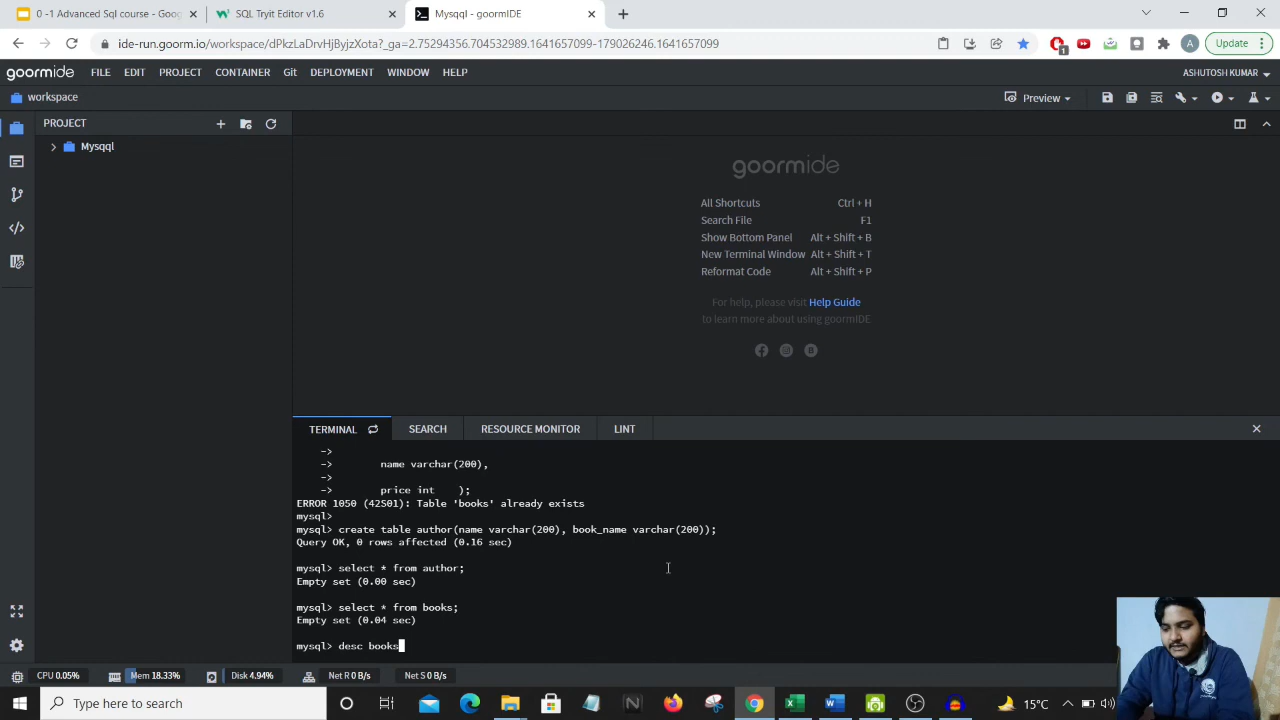 0 -1 Advanced Sql course - Goog
SQL Tryit Editor v1.6
Mysqql - goormIDE
ide-run.goorm.io/workspace/dPkzLaDrvHjByjsPota?_ga=2.75284356.704532989.1641657099-179026246.1641657099
1
A
Update
goormide
FILE EDIT PROJECT CONTAINER Git DEPLOYMENT WINDOW HELP
ASHUTOSH KUMAR
workspace
Preview
PROJECT
Mysqql
goormide
All Shortcuts Ctrl + H
Search File F1
Show Bottom Panel Alt + Shift + B
New Terminal Window Alt + Shift + T
Reformat Code Alt + Shift + P
For help, please visit Help Guide
to learn more about using goormIDE
TERMINAL SEARCH RESOURCE MONITOR LINT
->
-> name varchar(200),
->
-> price int );
ERROR 1050 (42S01): Table 'books' already exists
mysql>
mysql> create table author(name varchar(200), book_name varchar(200));
Query OK, 0 rows affected (0.16 sec)
mysql> select * from author;
Empty set (0.00 sec)
mysql> select * from books;
Empty set (0.04 sec)
mysql> desc books
CPU 0.05% Mem 18.33% Disk 4.94% Net R 0 B/s Net S 0 B/s
Type here to search
15°C